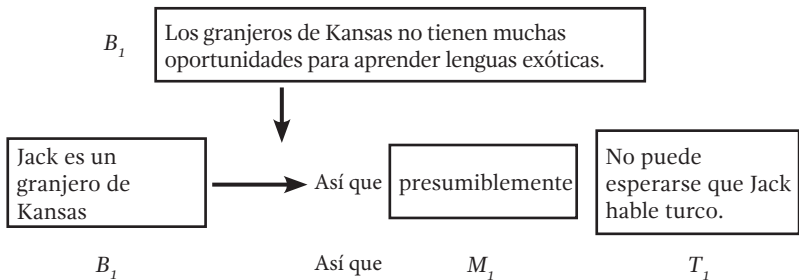 B₁
Los granjeros de Kansas no tienen muchas
oportunidades para aprender lenguas exóticas.
Jack es un
granjero de
Kansas
Así que
presumiblemente
No puede
esperarse que Jack
hable turco.
B₁
Así que
M₁
T₁